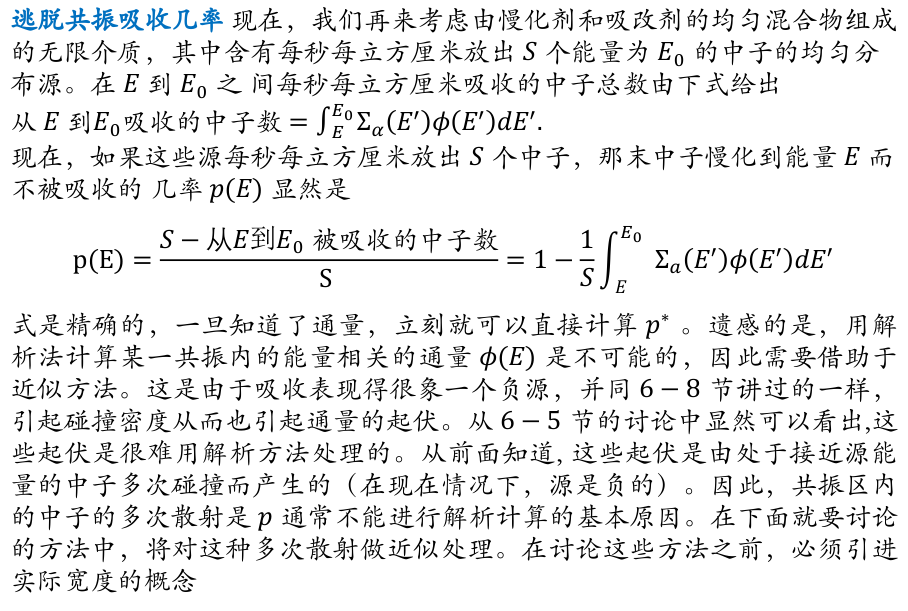 逃脱共振吸收几率 现在，我们再来考虑由慢化剂和吸改剂的均匀混合物组成
的无限介质，其中含有每秒每立方厘米放出 S 个能量为 E₀ 的中子的均匀分
布源。在 E 到 E₀ 之 间每秒每立方厘米吸收的中子总数由下式给出
从 E 到E₀吸收的中子数 = ∫_E^{E₀} Σ_α(E′)ϕ(E′)dE′.
现在，如果这些源每秒每立方厘米放出 S 个中子，那末中子慢化到能量 E 而
不被吸收的 几率 p(E) 显然是
p(E) = \frac{S − 从E到E₀ 被吸收的中子数}{S} = 1 − \frac{1}{S} ∫_E^{E₀} Σ_a(E′)ϕ(E′)dE′
式是精确的，一旦知道了通量，立刻就可以直接计算 p* 。遗感的是，用解
析法计算某一共振内的能量相关的通量 ϕ(E) 是不可能的，因此需要借助于
近似方法。这是由于吸收表现得很象一个负源，并同 6 − 8 节讲过的一样，
引起碰撞密度从而也引起通量的起伏。从 6 − 5 节的讨论中显然可以看出,这
些起伏是很难用解析方法处理的。从前面知道, 这些起伏是由处于接近源能
量的中子多次碰撞而产生的（在现在情况下，源是负的）。因此，共振区内
的中子的多次散射是 p 通常不能进行解析计算的基本原因。在下面就要讨论
的方法中，将对这种多次散射做近似处理。在讨论这些方法之前，必须引进
实际宽度的概念